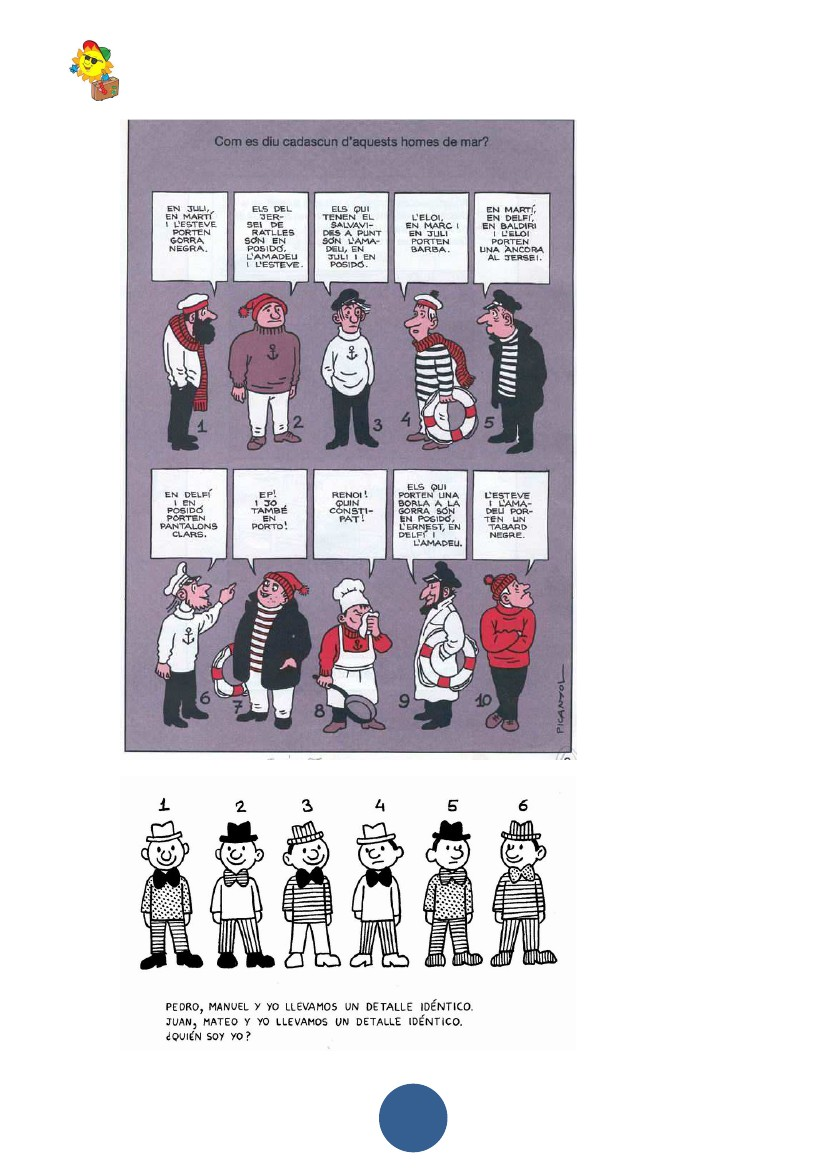 Com es diu cadascun d'aquests homes de mar?
EN JULI,
EN MARTÍ
I L'ESTEVE
PORTEN
GORRA
NEGRA.
ELS DEL
JER-
SEI DE
RATLLES
SÓN EN
POSIDÓ,
L'AMADEU
I L'ESTEVE.
ELS QUI
TENEN EL
SALVAVI-
DES A PUNT
SÓN L'AMA-
DEU, EN
JULI I EN
POSIDÓ.
L'ELOI,
EN MARC I
EN JULI
PORTEN
BARBA.
EN MARTÍ,
EN DELFÍ,
EN BALDIRI
I L'ELOI
PORTEN
UNA ÀNCORA
AL JERSEI.
1
2
3
4
5
EN DELFÍ
I EN
POSIDÓ
PORTEN
PANTALONS
CLARS.
EP!
I JO
TAMBÉ
EN
PORTO!
RENOI!
QUIN
CONSTI-
PAT!
ELS QUI
PORTEN UNA
BORLA A LA
GORRA SÓN
EN POSIDÓ,
L'ERNEST, EN
DELFÍ I
L'AMADEU.
L'ESTEVE
I L'AMA-
DEU POR-
TEN UN
TABARD
NEGRE.
6
7
8
9
10
PICANYOL
1 2 3 4 5 6
PEDRO, MANUEL Y YO LLEVAMOS UN DETALLE IDÉNTICO.
JUAN, MATEO Y YO LLEVAMOS UN DETALLE IDÉNTICO.
¿QUIÉN SOY YO?